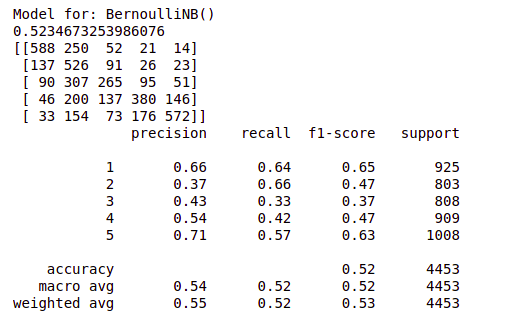 Model for: BernoulliNB()
0.5234673253986076
[[588 250  52  21  14]
 [137 526  91  26  23]
 [ 90 307 265  95  51]
 [ 46 200 137 380 146]
 [ 33 154  73 176 572]]
              precision    recall  f1-score   support

           1       0.66      0.64      0.65       925
           2       0.37      0.66      0.47       803
           3       0.43      0.33      0.37       808
           4       0.54      0.42      0.47       909
           5       0.71      0.57      0.63      1008

    accuracy                           0.52      4453
   macro avg       0.54      0.52      0.52      4453
weighted avg       0.55      0.52      0.53      4453